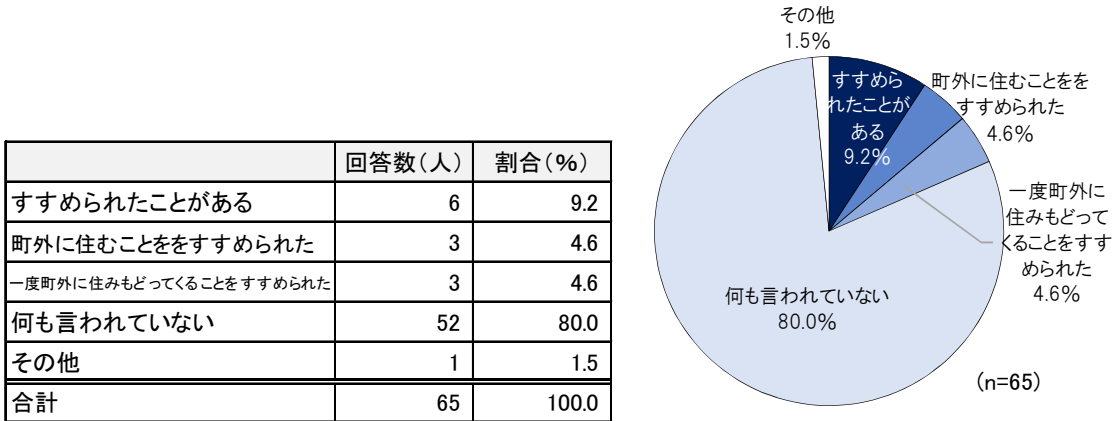 回答数(人) 割合(%)
すすめられたことがある 6 9.2
町外に住むことををすすめられた 3 4.6
一度町外に住みもどってくることをすすめられた 3 4.6
何も言われていない 52 80.0
その他 1 1.5
合計 65 100.0
その他
1.5%
すすめら
れたことが
ある
9.2%
町外に住むことをを
すすめられた
4.6%
一度町外に
住みもどって
くることをすす
められた
4.6%
何も言われていない
80.0%
(n=65)